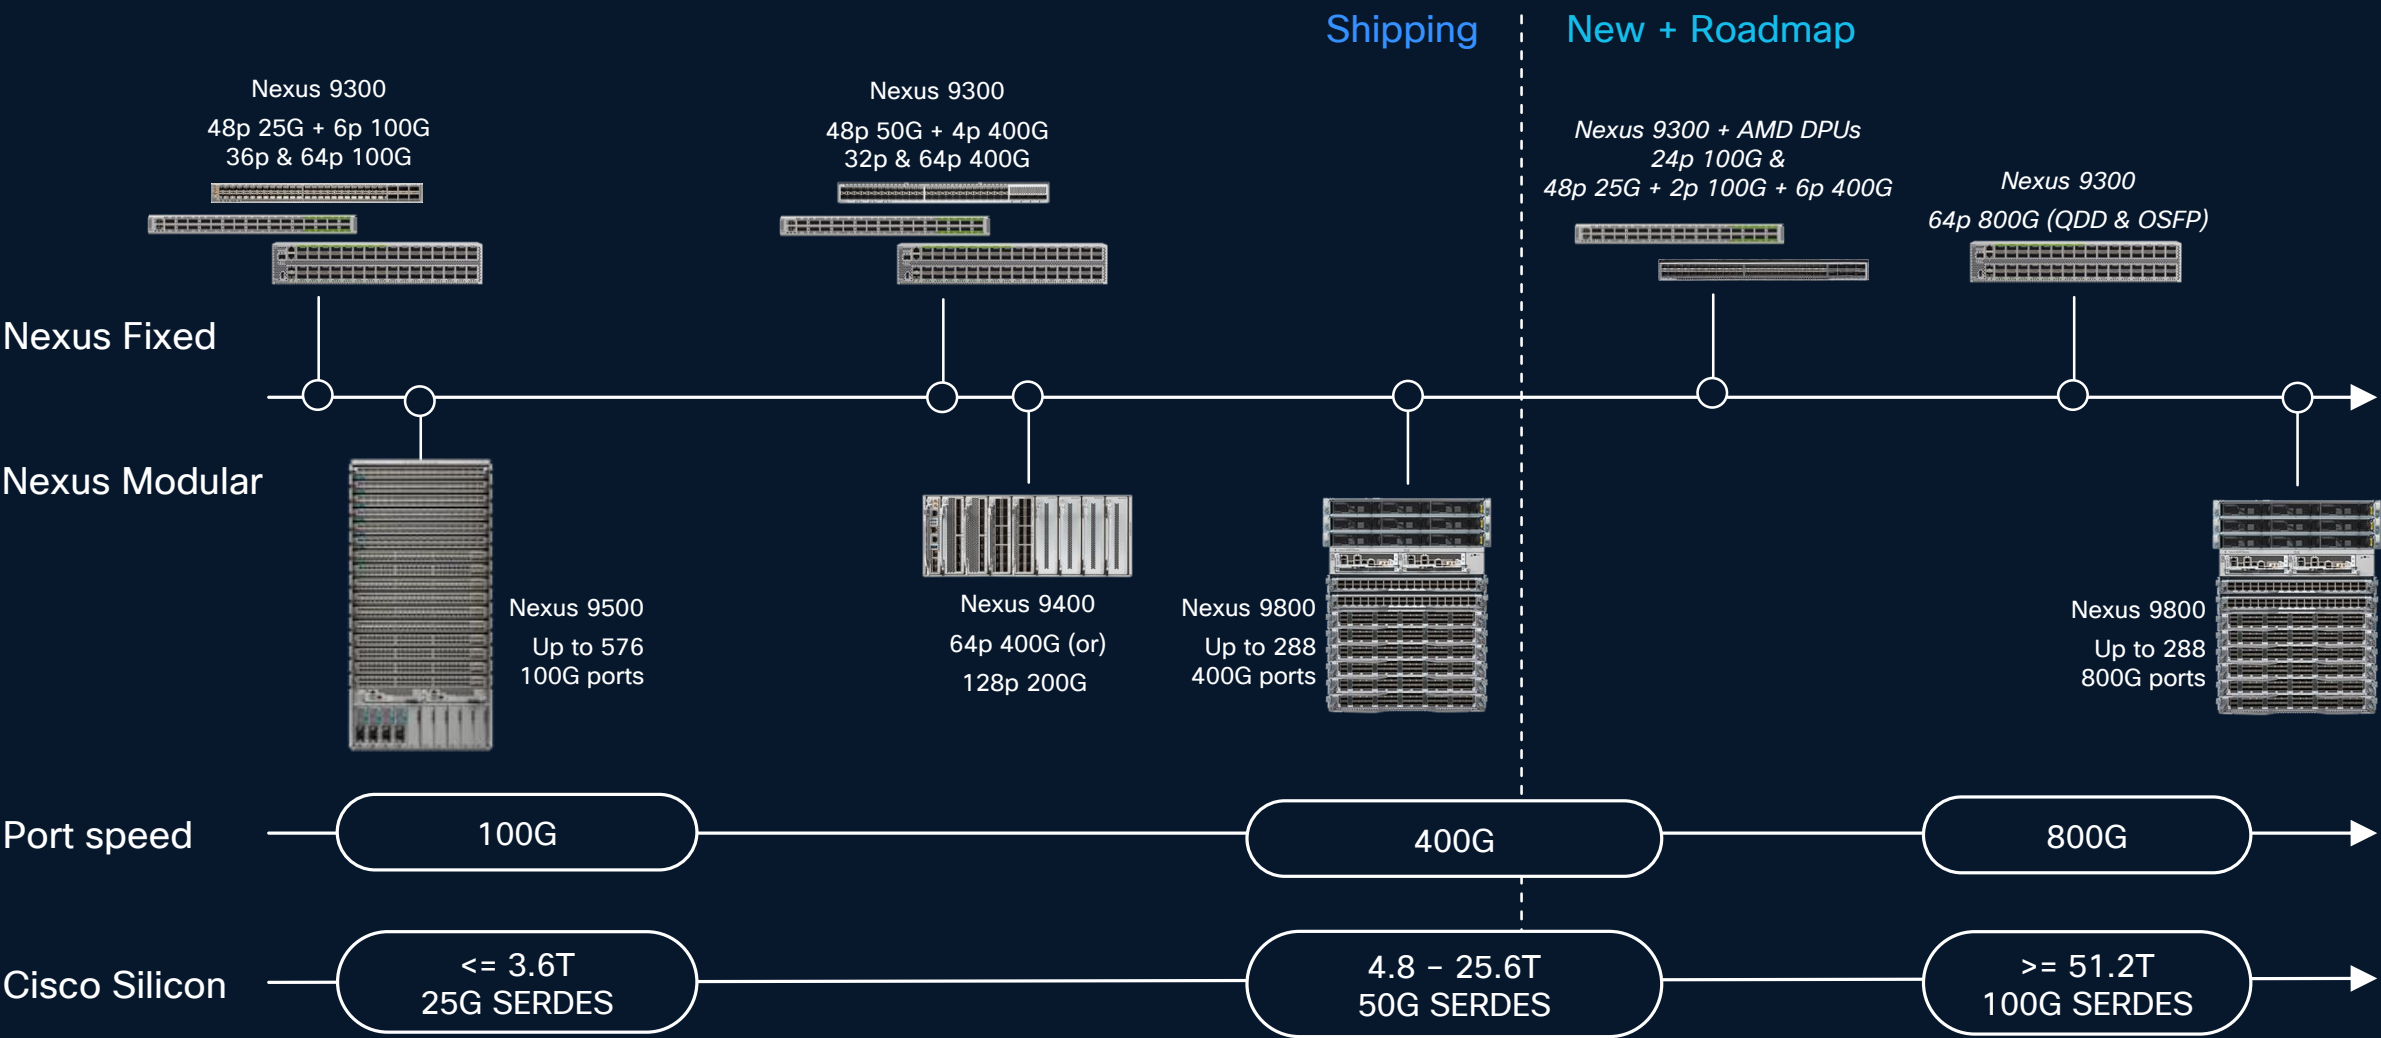 Shipping
New + Roadmap
Nexus 9300
48p 25G + 6p 100G
36p & 64p 100G
Nexus 9300
48p 50G + 4p 400G
32p & 64p 400G
Nexus 9300 + AMD DPUs
24p 100G &
48p 25G + 2p 100G + 6p 400G
Nexus 9300
64p 800G (QDD & OSFP)
Nexus Fixed
Nexus Modular
Nexus 9500
Up to 576
100G ports
Nexus 9400
64p 400G (or)
128p 200G
Nexus 9800
Up to 288
400G ports
Nexus 9800
Up to 288
800G ports
Port speed
100G
400G
800G
Cisco Silicon
<= 3.6T
25G SERDES
4.8 – 25.6T
50G SERDES
>= 51.2T
100G SERDES